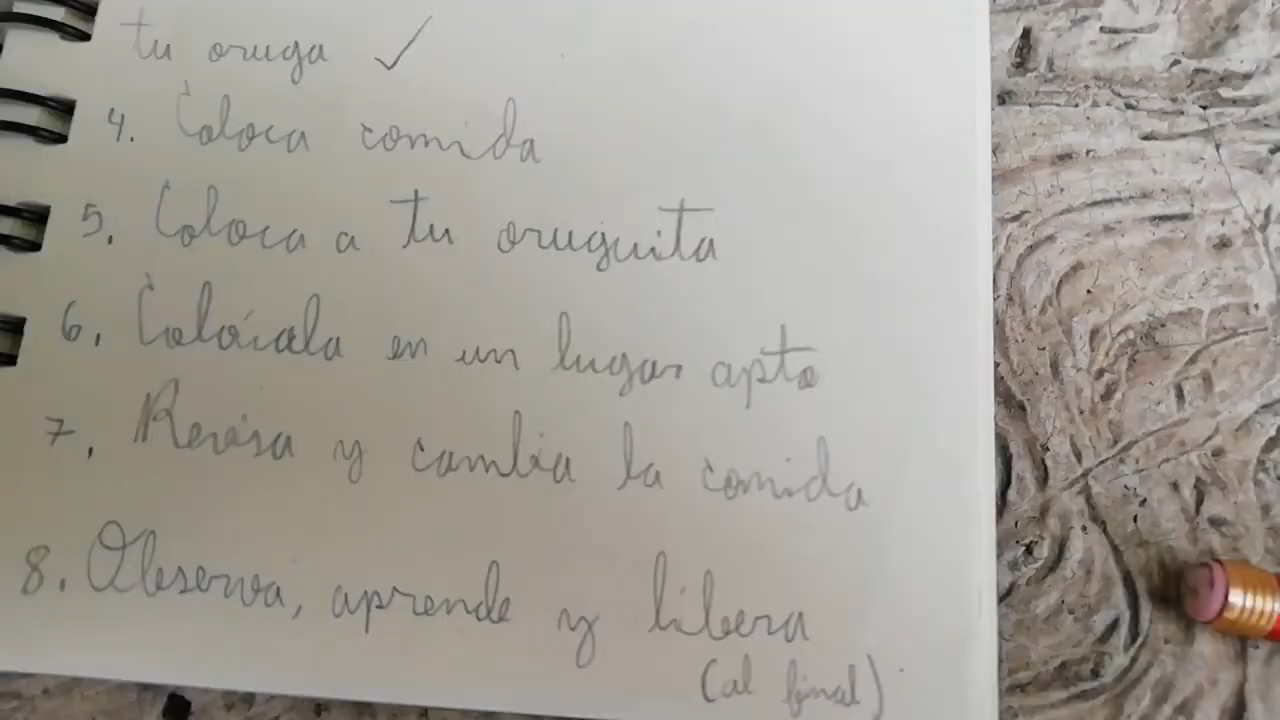 tu oruga ✓
4. Coloca comida
5. Coloca a tu oruguita
6. Colócala en un lugar apto
7. Revisa y cambia la comida
8. Observa, aprende y libera
(al final)